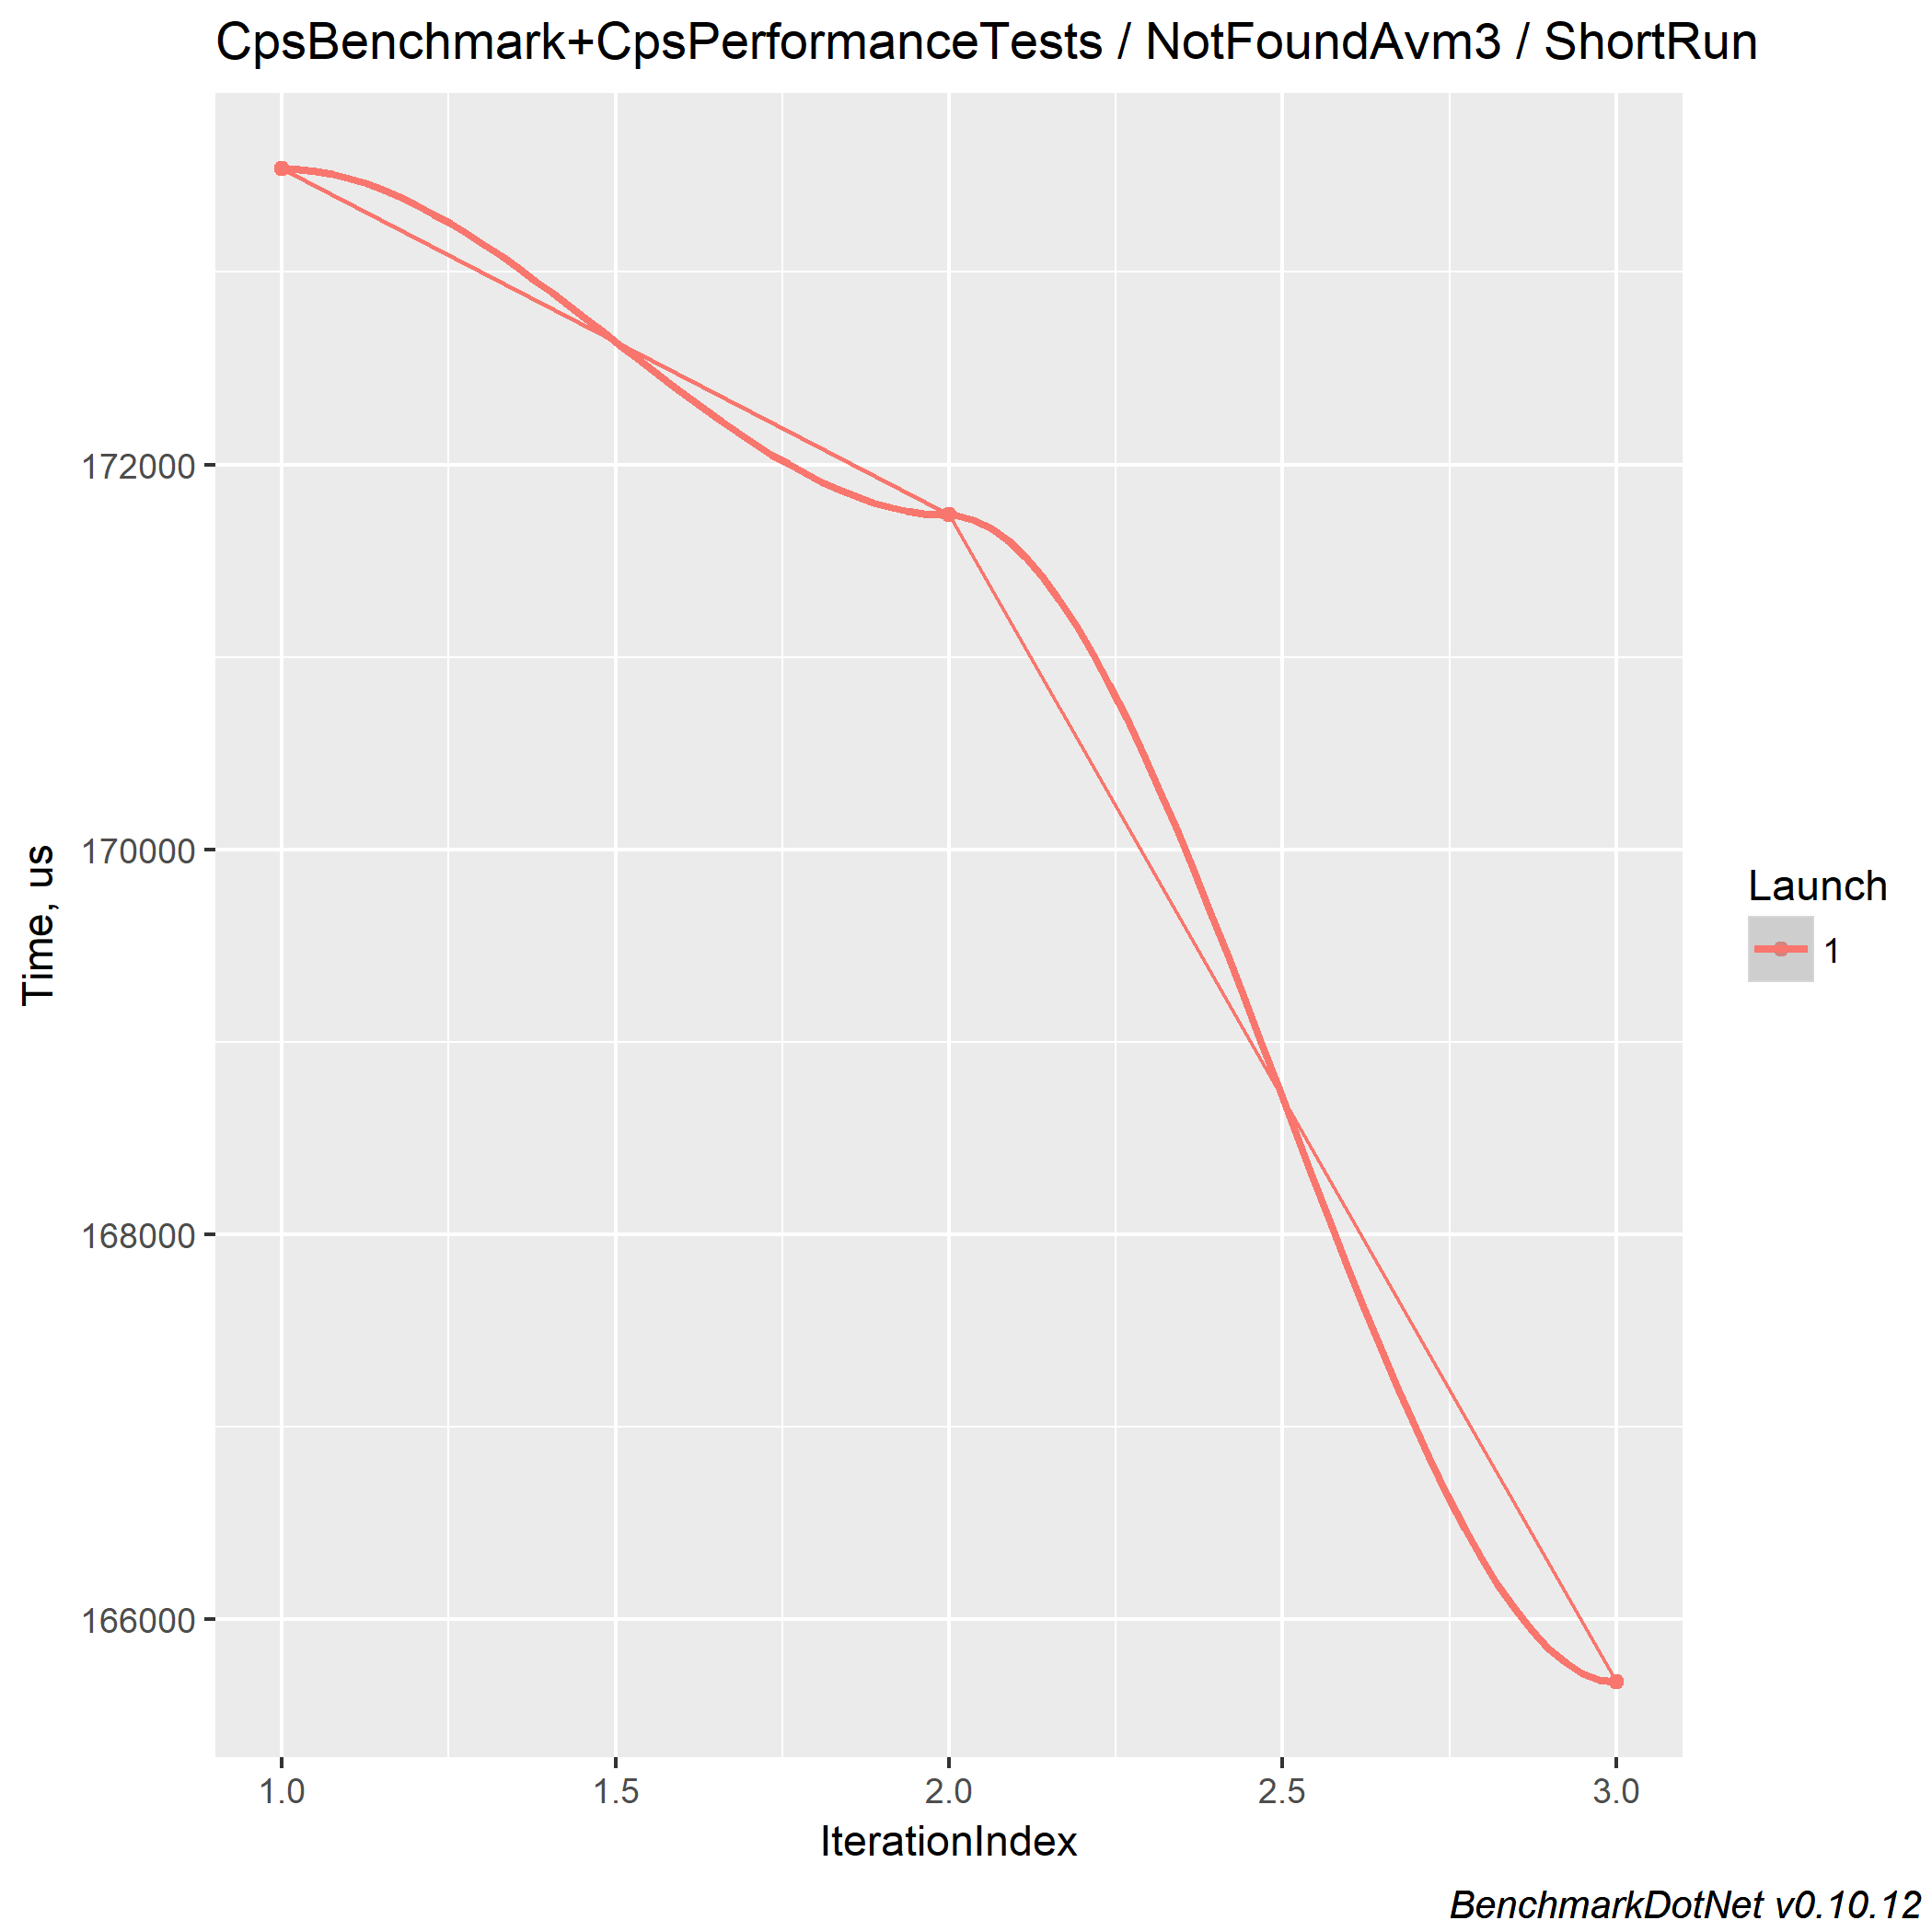 CpsBenchmark+CpsPerformanceTests / NotFoundAvm3 / ShortRun
Time, us
172000
170000
168000
166000
1.0 1.5 2.0 2.5 3.0
IterationIndex
Launch
1
BenchmarkDotNet v0.10.12